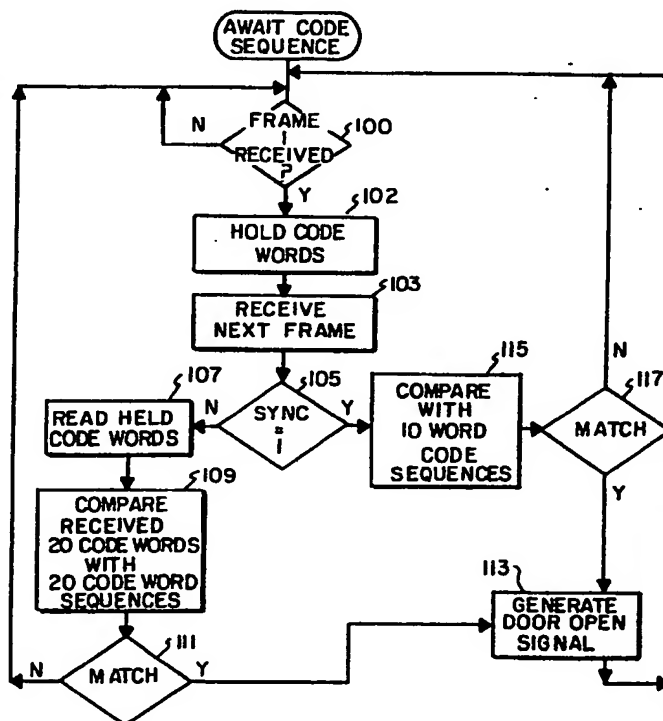 AWAIT CODE
SEQUENCE
FRAME
1
RECEIVED
?
N
100
Y
102
HOLD CODE
WORDS
103
RECEIVE
NEXT FRAME
105
SYNC
=
1
N
Y
107
READ HELD
CODE WORDS
115
COMPARE
WITH
10 WORD
CODE
SEQUENCES
N
117
MATCH
Y
109
COMPARE
RECEIVED
20 CODE WORDS
WITH
20 CODE WORD
SEQUENCES
113
GENERATE
DOOR OPEN
SIGNAL
111
N
MATCH
Y